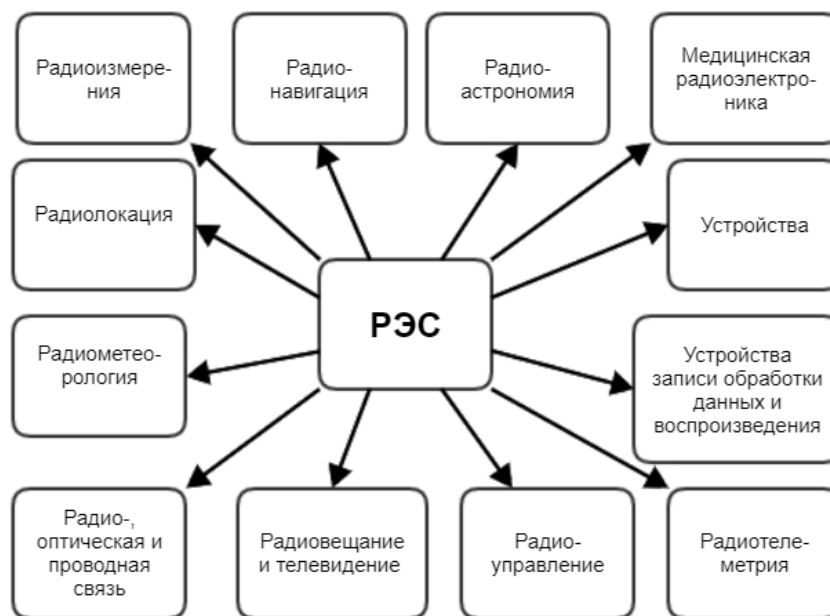 Радиоизмере-
ния
Радио-
навигация
Радио-
астрономия
Медицинская
радиоэлектро-
ника
Радиолокация
Устройства
РЭС
Радиометео-
рология
Устройства
записи обработки
данных и
воспроизведения
Радио-,
оптическая и
проводная
связь
Радиовещание
и телевидение
Радио-
управление
Радиотеле-
метрия